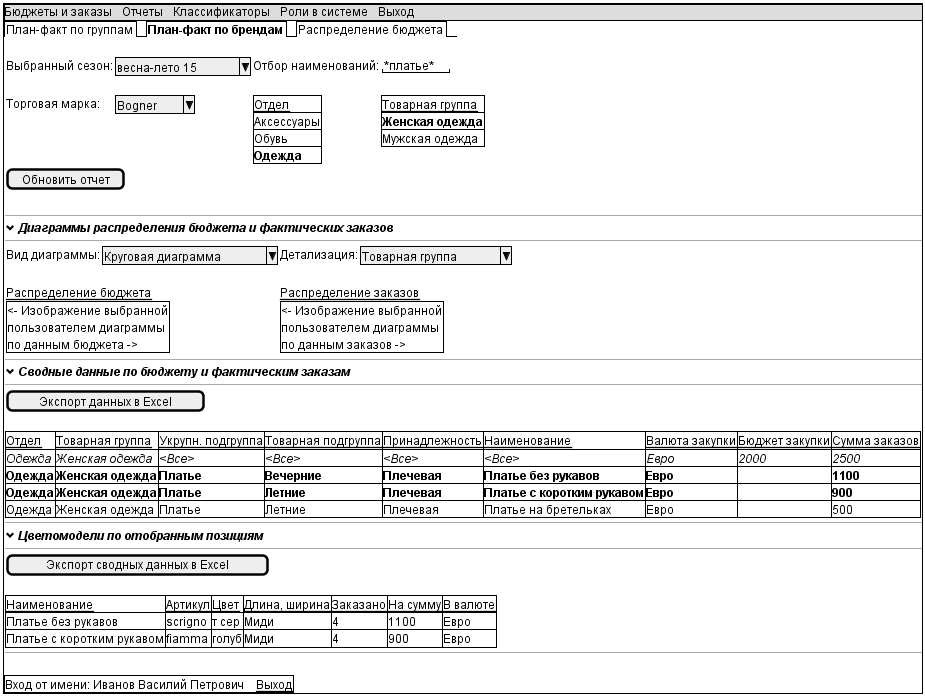 Бюджеты и заказы Отчеты Классификаторы Роли в системе Выход
План-факт по группам План-факт по брендам Распределение бюджета
Выбранный сезон: весна-лето 15 Отбор наименований: *платье*
Торговая марка: Bogner Отдел Товарная группа
Аксессуары Женская одежда
Обувь Мужская одежда
Одежда
Обновить отчет
Диаграммы распределения бюджета и фактических заказов
Вид диаграммы: Круговая диаграмма Детализация: Товарная группа
Распределение бюджета Распределение заказов
<- Изображение выбранной <- Изображение выбранной
пользователем диаграммы пользователем диаграммы
по данным бюджета -> по данным заказов ->
Сводные данные по бюджету и фактическим заказам
Экспорт данных в Excel
Отдел Товарная группа Укрупн. подгруппа Товарная подгруппа Принадлежность Наименование Валюта закупки Бюджет закупки Сумма заказов
Одежда Женская одежда <Все> <Все> <Все> <Все> Евро 2000 2500
Одежда Женская одежда Платье Вечерние Плечевая Платье без рукавов Евро 1100
Одежда Женская одежда Платье Летние Плечевая Платье с коротким рукавом Евро 900
Одежда Женская одежда Платье Летние Плечевая Платье на бретельках Евро 500
Цветомодели по отобранным позициям
Экспорт сводных данных в Excel
Наименование Артикул Цвет Длина, ширина Заказано На сумму В валюте
Платье без рукавов scrigno т сер Миди 4 1100 Евро
Платье с коротким рукавом fiamma голуб Миди 4 900 Евро
Вход от имени: Иванов Василий Петрович Выход